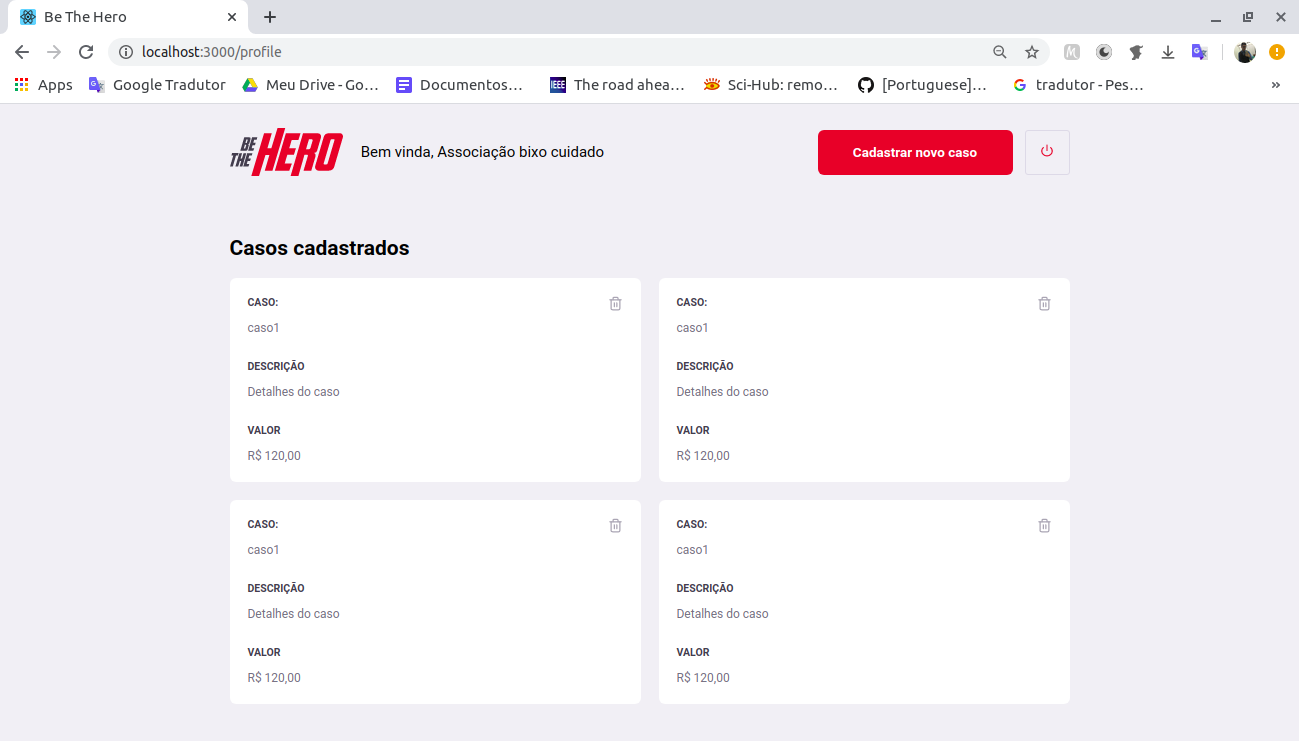 Be The Hero
localhost:3000/profile
Apps Google Tradutor Meu Drive - Go... Documentos... IEEE The road ahea... Sci-Hub: remo... [Portuguese]... tradutor - Pes... »
BE THE HERO Bem vinda, Associação bixo cuidado Cadastrar novo caso
Casos cadastrados
CASO:
caso1
DESCRIÇÃO
Detalhes do caso
VALOR
R$ 120,00
CASO:
caso1
DESCRIÇÃO
Detalhes do caso
VALOR
R$ 120,00
CASO:
caso1
DESCRIÇÃO
Detalhes do caso
VALOR
R$ 120,00
CASO:
caso1
DESCRIÇÃO
Detalhes do caso
VALOR
R$ 120,00